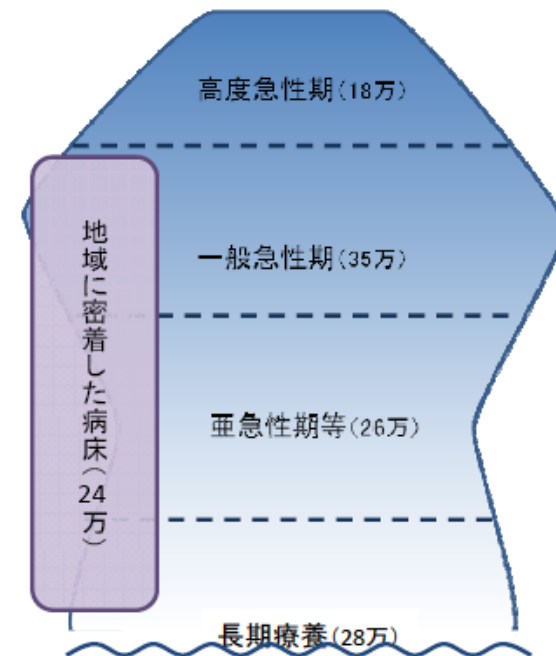 高度急性期(18万)
地域に密着した病床(24万)
一般急性期(35万)
亜急性期等(26万)
長期療養(28万)